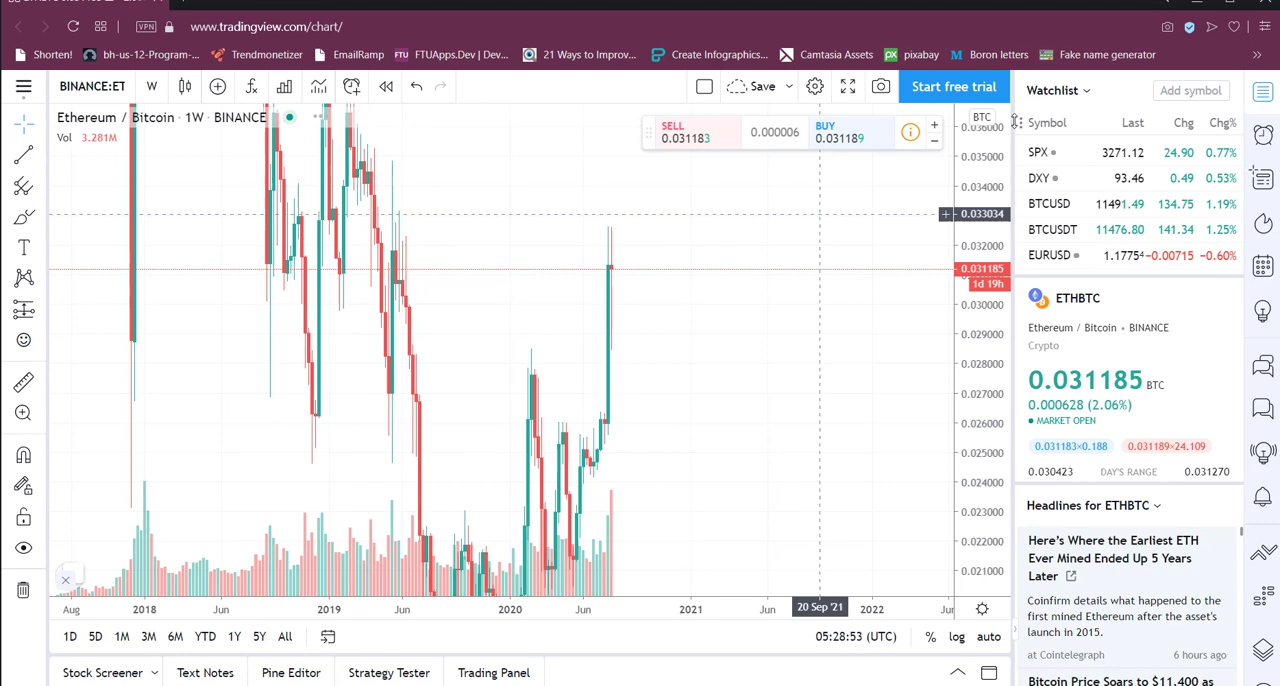 VPN www.tradingview.com/chart/
Shorten! bh-us-12-Program-... Trendmonetizer EmailRamp FTU FTUApps.Dev | Dev... 21 Ways to Improv... Create Infographics... Camtasia Assets px pixabay M Boron letters Fake name generator »
BINANCE:ET W Save Start free trial
Watchlist Add symbol
Ethereum / Bitcoin · 1W · BINANCE
Vol 3.281M
SELL
0.031183
0.000006
BUY
0.031189
BTC
0.036000
0.035000
0.034000
0.033034
0.032000
0.031185
1d 19h
0.030000
0.029000
0.028000
0.027000
0.026000
0.025000
0.024000
0.023000
0.022000
0.021000
Aug 2018 Jun 2019 Jun 2020 Jun 2021 Jun 20 Sep '21 2022 Jur
1D 5D 1M 3M 6M YTD 1Y 5Y All 05:28:53 (UTC) % log auto
Stock Screener Text Notes Pine Editor Strategy Tester Trading Panel
Symbol Last Chg Chg%
SPX 3271.12 24.90 0.77%
DXY 93.46 0.49 0.53%
BTCUSD 11491.49 134.75 1.19%
BTCUSDT 11476.80 141.34 1.25%
EURUSD 1.17754 −0.00715 −0.60%
ETHBTC
Ethereum / Bitcoin • BINANCE
Crypto
0.031185 BTC
0.000628 (2.06%)
MARKET OPEN
0.031183×0.188 0.031189×24.109
0.030423 DAY'S RANGE 0.031270
Headlines for ETHBTC
Here's Where the Earliest ETH
Ever Mined Ended Up 5 Years
Later
Coinfirm details what happened to the
first mined Ethereum after the asset's
launch in 2015.
at Cointelegraph 6 hours ago
Bitcoin Price Soars to $11,400 as